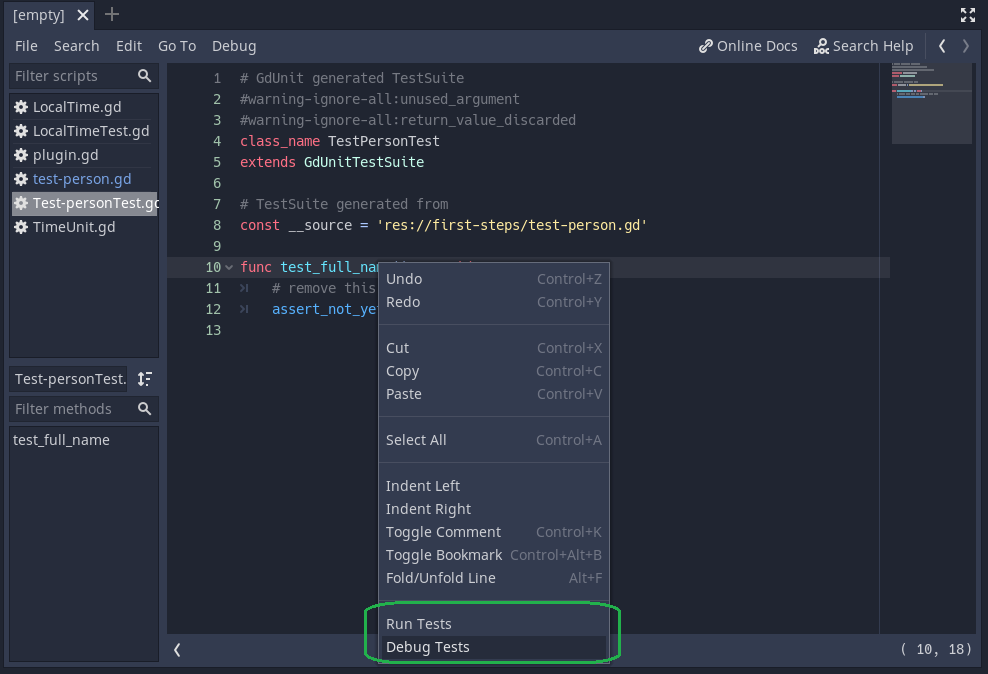 [empty]
File Search Edit Go To Debug
Online Docs Search Help
Filter scripts
LocalTime.gd
LocalTimeTest.gd
plugin.gd
test-person.gd
Test-personTest.gd
TimeUnit.gd
Test-personTest.
Filter methods
test_full_name
1 # GdUnit generated TestSuite
2 #warning-ignore-all:unused_argument
3 #warning-ignore-all:return_value_discarded
4 class_name TestPersonTest
5 extends GdUnitTestSuite
6
7 # TestSuite generated from
8 const __source = 'res://first-steps/test-person.gd'
9
10 func test_full_na
11 # remove this
12 assert_not_ye
13
Undo Control+Z
Redo Control+Y
Cut Control+X
Copy Control+C
Paste Control+V
Select All Control+A
Indent Left
Indent Right
Toggle Comment Control+K
Toggle Bookmark Control+Alt+B
Fold/Unfold Line Alt+F
Run Tests
Debug Tests
( 10, 18)